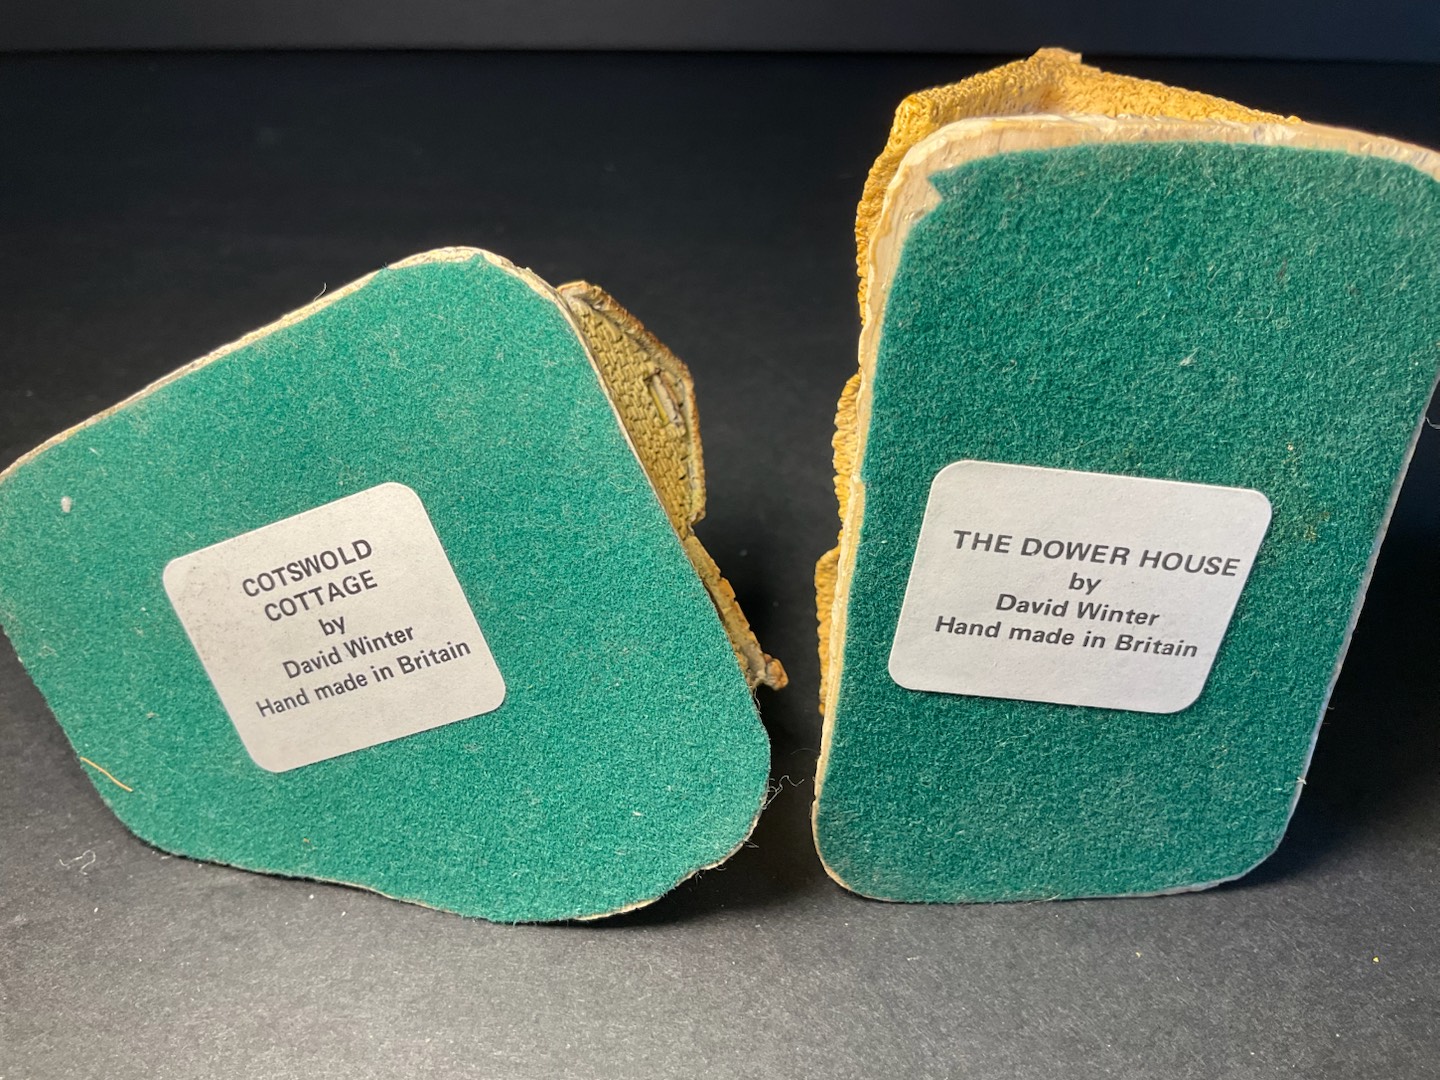 COTSWOLD
COTTAGE
by
David Winter
Hand made in Britain
THE DOWER HOUSE
by
David Winter
Hand made in Britain